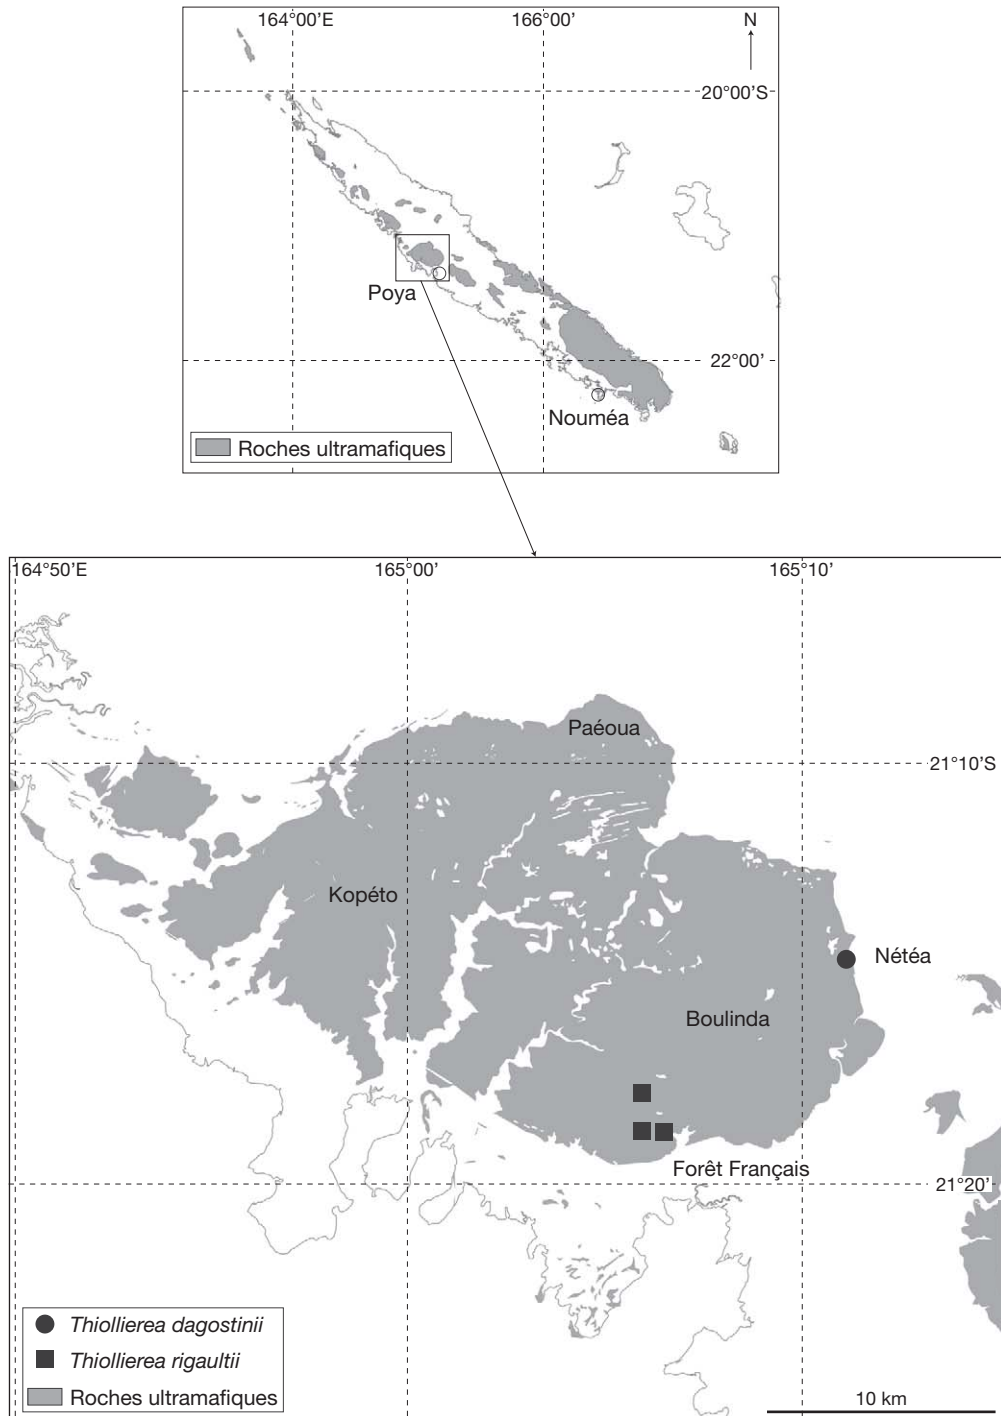 164°00’E
166°00’
N
20°00’S
Poya
22°00’
Nouméa
Roches ultramafiques
164°50’E
165°00’
165°10’
Paéoua
21°10’S
Kopéto
Nétéa
Boulinda
Forêt Français
21°20’
Thiollierea dagostinii
Thiollierea rigaultii
Roches ultramafiques
10 km